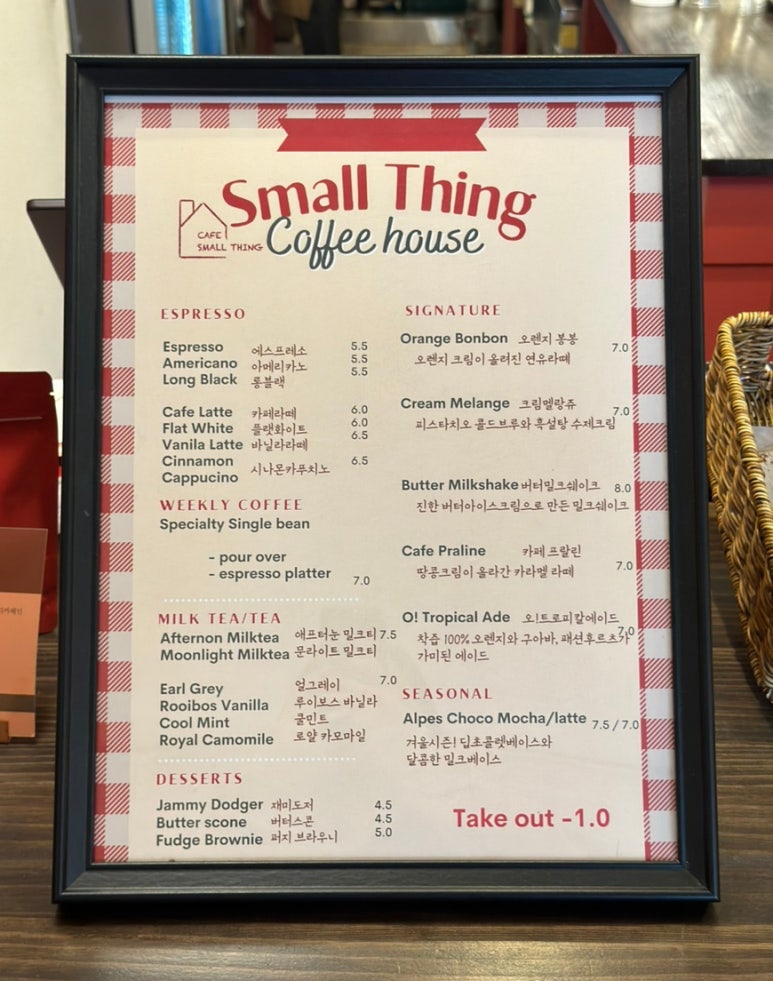 Small Thing
CAFE
SMALL THING
Coffee house
ESPRESSO
Espresso 에스프레소 5.5
Americano 아메리카노 5.5
Long Black 롱블랙 5.5
Cafe Latte 카페라떼 6.0
Flat White 플랫화이트 6.0
Vanila Latte 바닐라라떼 6.5
Cinnamon
Cappucino 시나몬카푸치노 6.5
WEEKLY COFFEE
Specialty Single bean
- pour over
- espresso platter 7.0
MILK TEA/TEA
Afternon Milktea 애프터눈 밀크티 7.5
Moonlight Milktea 문라이트 밀크티
Earl Grey 얼그레이 7.0
Rooibos Vanilla 루이보스 바닐라
Cool Mint 쿨민트
Royal Camomile 로얄 카모마일
DESSERTS
Jammy Dodger 재미도저 4.5
Butter scone 버터스콘 4.5
Fudge Brownie 퍼지 브라우니 5.0
SIGNATURE
Orange Bonbon 오렌지 봉봉 7.0
오렌지 크림이 올려진 연유라떼
Cream Melange 크림멜랑쥬 7.0
피스타치오 콜드브루와 흑설탕 수제크림
Butter Milkshake 버터밀크쉐이크 8.0
진한 버터아이스크림으로 만든 밀크쉐이크
Cafe Praline 카페 프랄린
땅콩크림이 올라간 카라멜 라떼 7.0
O! Tropical Ade 오!트로피칼에이드
착즙 100% 오렌지와 구아바, 패션후르츠가 7.0
가미된 에이드
SEASONAL
Alpes Choco Mocha/latte 7.5 / 7.0
겨울시즌! 딥초콜렛베이스와
달콤한 밀크베이스
Take out -1.0